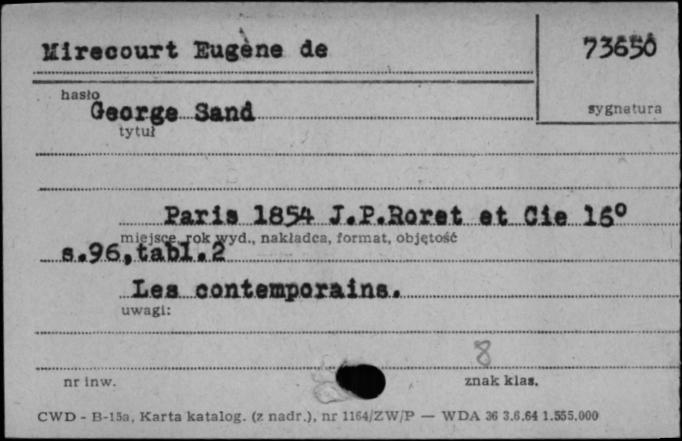 Mirecourt Eugène de 73650
hasło
George Sand sygnatura
tytuł
Paris 1854 J.P.Roret et Cie 16°
miejsce, rok wyd., nakładca, format, objętość
s.96,tabl.2
Les contemporains.
uwagi:
8
nr inw. znak klas.
CWD - B-15a, Karta katalog. (z nadr.), nr 1164/ZW/P — WDA 36 3.6.64 1.555.000